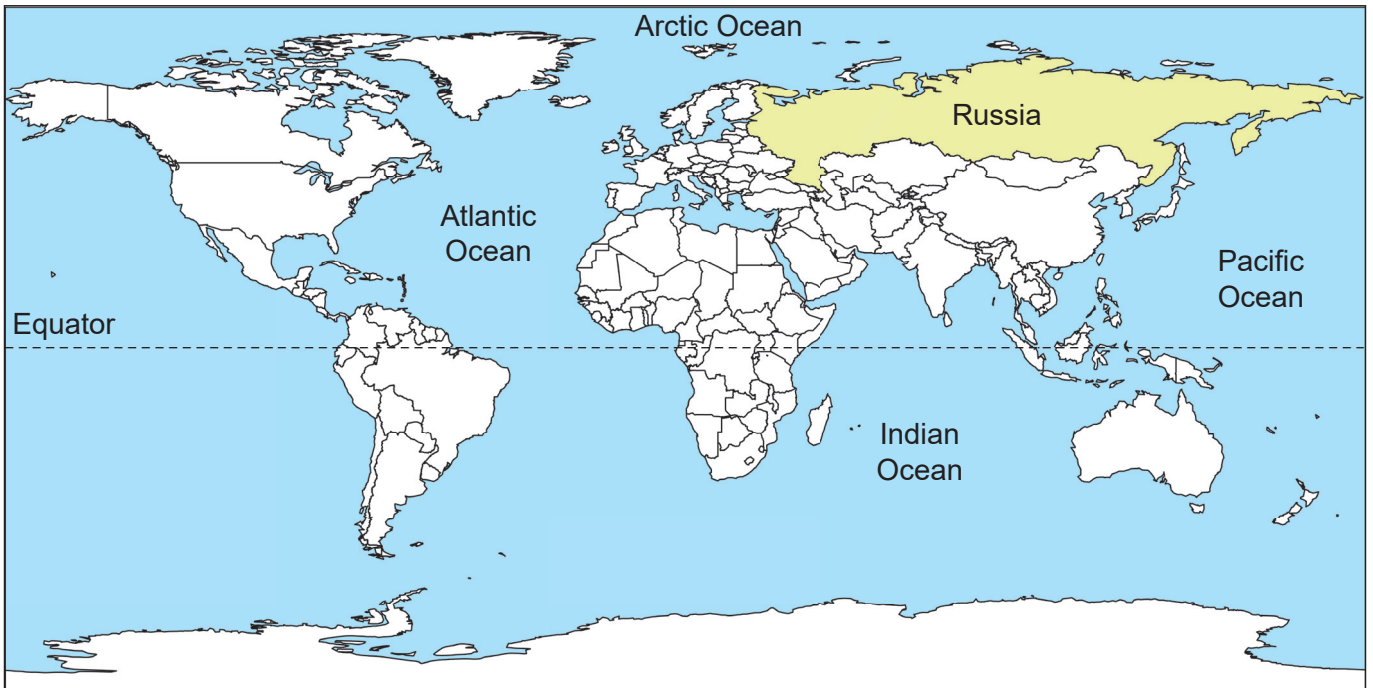 Arctic Ocean
Russia
Atlantic
Ocean
Pacific
Ocean
Equator
Indian
Ocean